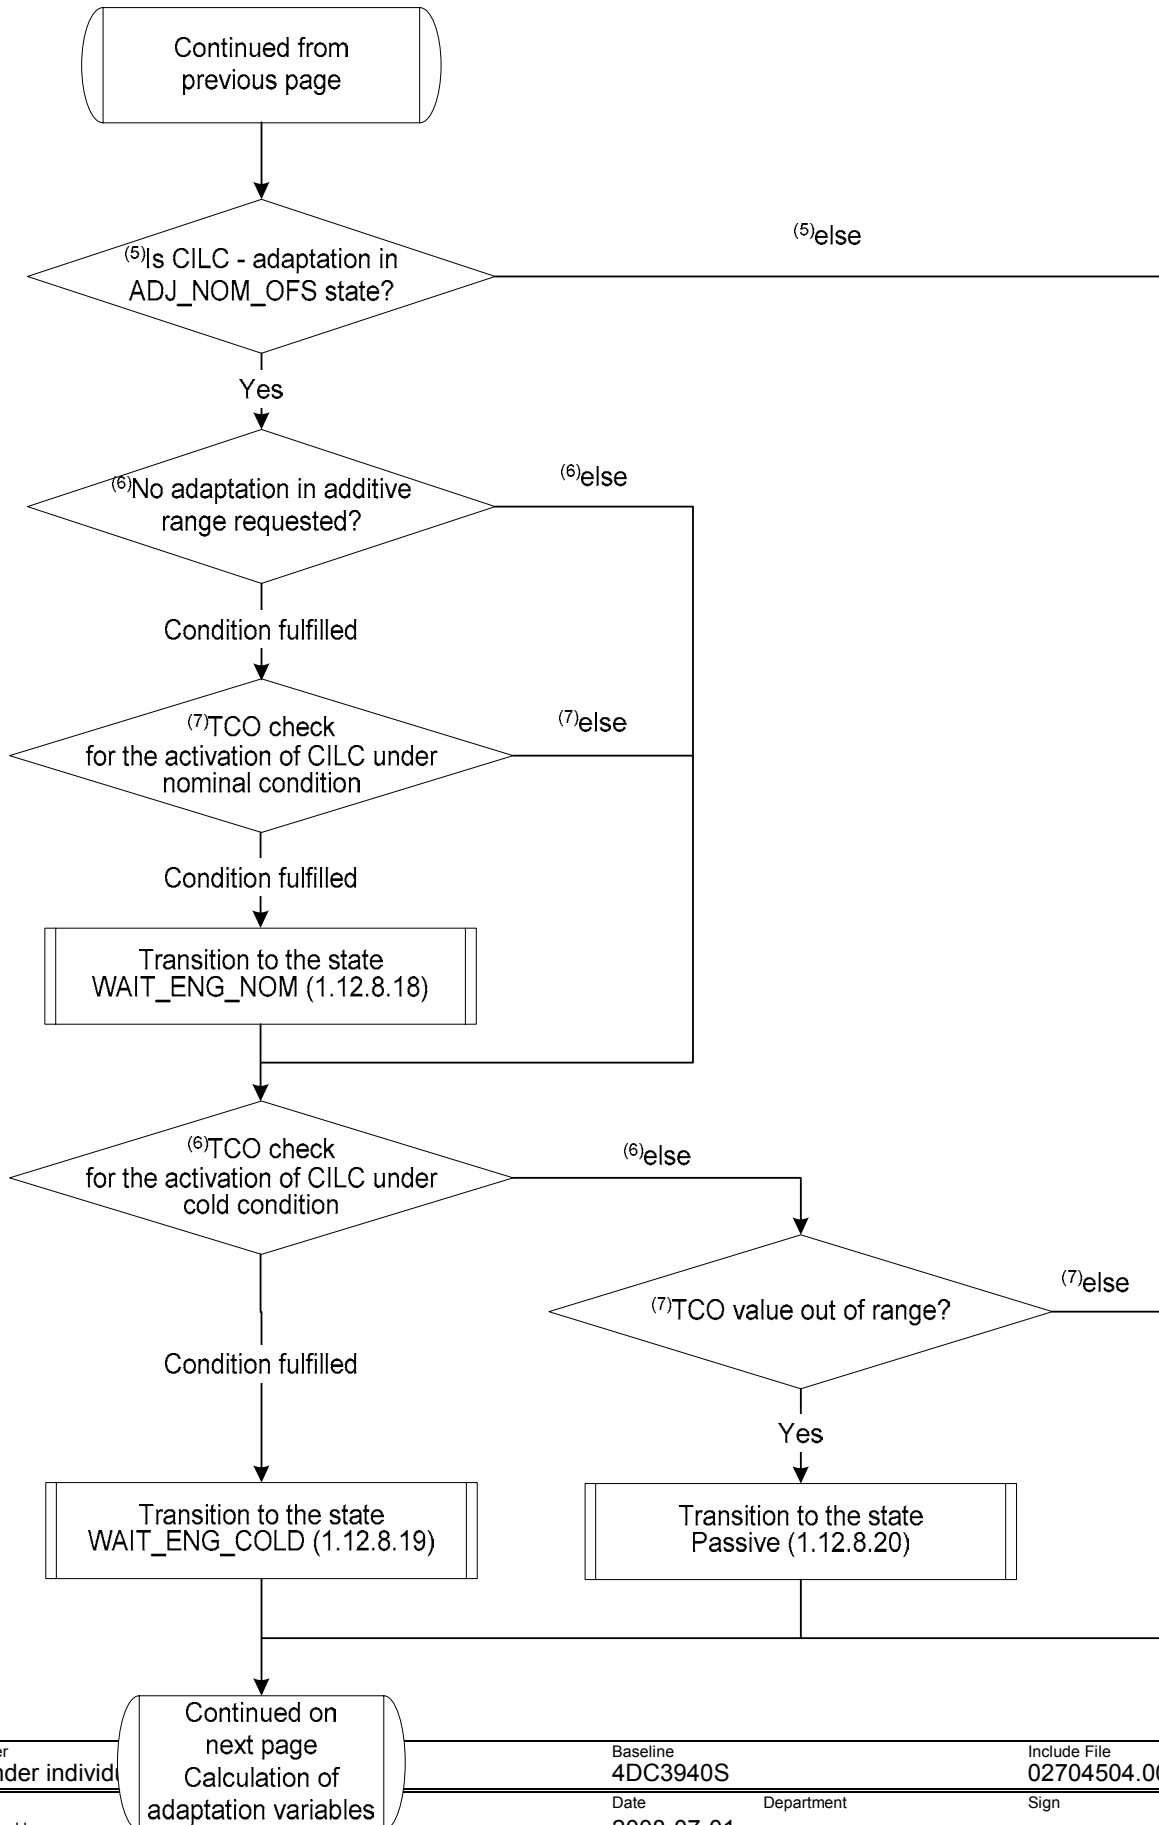 Continued from
previous page
(5)Is CILC - adaptation in
ADJ_NOM_OFS state?
(5)else
Yes
(6)No adaptation in additive
range requested?
(6)else
Condition fulfilled
(7)TCO check
for the activation of CILC under
nominal condition
(7)else
Condition fulfilled
Transition to the state
WAIT_ENG_NOM (1.12.8.18)
(6)TCO check
for the activation of CILC under
cold condition
(6)else
(7)TCO value out of range?
(7)else
Condition fulfilled
Yes
Transition to the state
WAIT_ENG_COLD (1.12.8.19)
Transition to the state
Passive (1.12.8.20)
Continued on
next page
Calculation of
adaptation variables
Baseline
4DC3940S
Include File
02704504.00
Date
Department
Sign